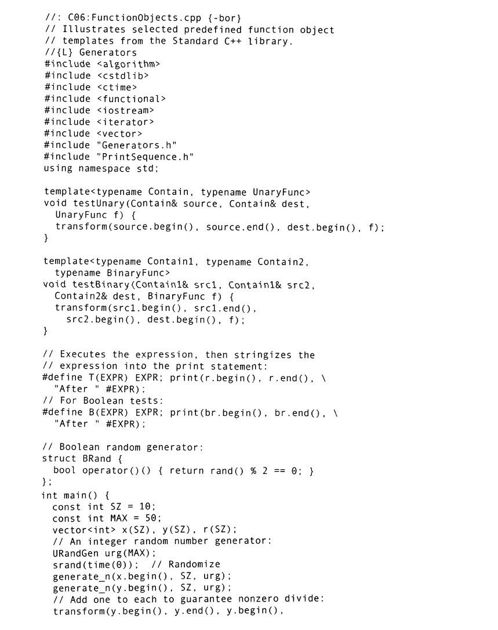 //: C06:FunctionObjects.cpp {-bor}
// Illustrates selected predefined function object
// templates from the Standard C++ library.
//{L} Generators
#include <algorithm>
#include <cstdlib>
#include <ctime>
#include <functional>
#include <iostream>
#include <iterator>
#include <vector>
#include "Generators.h"
#include "PrintSequence.h"
using namespace std;

template<typename Contain, typename UnaryFunc>
void testUnary(Contain& source, Contain& dest,
  UnaryFunc f) {
  transform(source.begin(), source.end(), dest.begin(), f);
}

template<typename Contain1, typename Contain2,
  typename BinaryFunc>
void testBinary(Contain1& src1, Contain1& src2,
  Contain2& dest, BinaryFunc f) {
  transform(src1.begin(), src1.end(),
    src2.begin(), dest.begin(), f);
}

// Executes the expression, then stringizes the
// expression into the print statement:
#define T(EXPR) EXPR; print(r.begin(), r.end(), \
  "After " #EXPR);
// For Boolean tests:
#define B(EXPR) EXPR; print(br.begin(), br.end(), \
  "After " #EXPR);

// Boolean random generator:
struct BRand {
  bool operator()() { return rand() % 2 == 0; }
};
int main() {
  const int SZ = 10;
  const int MAX = 50;
  vector<int> x(SZ), y(SZ), r(SZ);
  // An integer random number generator:
  URandGen urg(MAX);
  srand(time(0));  // Randomize
  generate_n(x.begin(), SZ, urg);
  generate_n(y.begin(), SZ, urg);
  // Add one to each to guarantee nonzero divide:
  transform(y.begin(), y.end(), y.begin(),